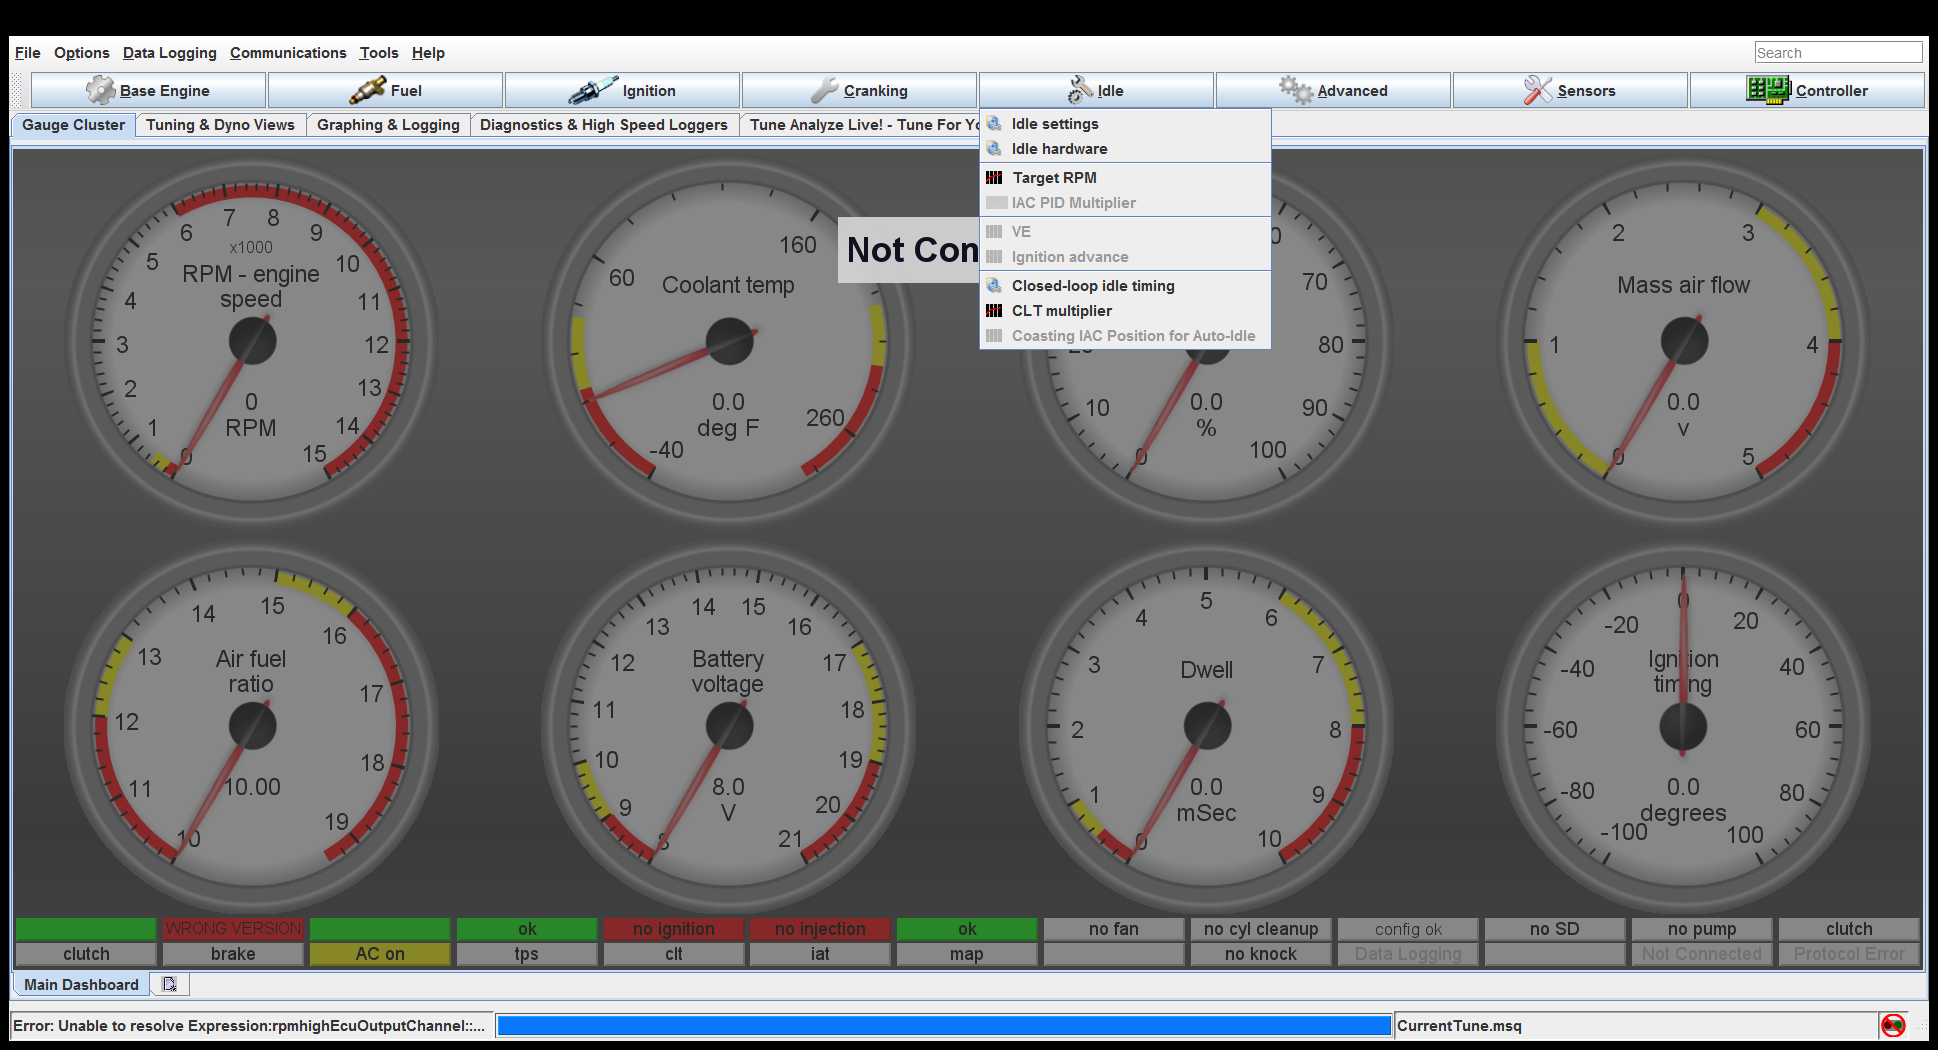 File Options Data Logging Communications Tools Help Search
Base Engine Fuel Ignition Cranking Idle Advanced Sensors Controller
Gauge Cluster Tuning & Dyno Views Graphing & Logging Diagnostics & High Speed Loggers Tune Analyze Live! - Tune For Yo
Idle settings
Idle hardware
Target RPM
IAC PID Multiplier
VE
Ignition advance
Closed-loop idle timing
CLT multiplier
Coasting IAC Position for Auto-Idle
Not Con
0 1 2 3 4 5 6 7 8 9 10 11 12 13 14 15
x1000
RPM - engine
speed
0
RPM
-40 60 160 260
Coolant temp
0.0
deg F
0 10 70 80 90 100
0.0
%
0 1 2 3 4 5
Mass air flow
0.0
v
10 11 12 13 14 15 16 17 18 19
Air fuel
ratio
10.00
8 9 10 11 12 13 14 15 16 17 18 19 20 21
Battery
voltage
8.0
V
0 1 2 3 4 5 6 7 8 9 10
Dwell
0.0
mSec
-100 -80 -60 -40 -20 0 20 40 60 80 100
Ignition
timing
0.0
degrees
WRONG VERSION ok no ignition no injection ok no fan no cyl cleanup config ok no SD no pump clutch
clutch brake AC on tps clt iat map no knock Data Logging Not Connected Protocol Error
Main Dashboard
Error: Unable to resolve Expression:rpmhighEcuOutputChannel::... CurrentTune.msq